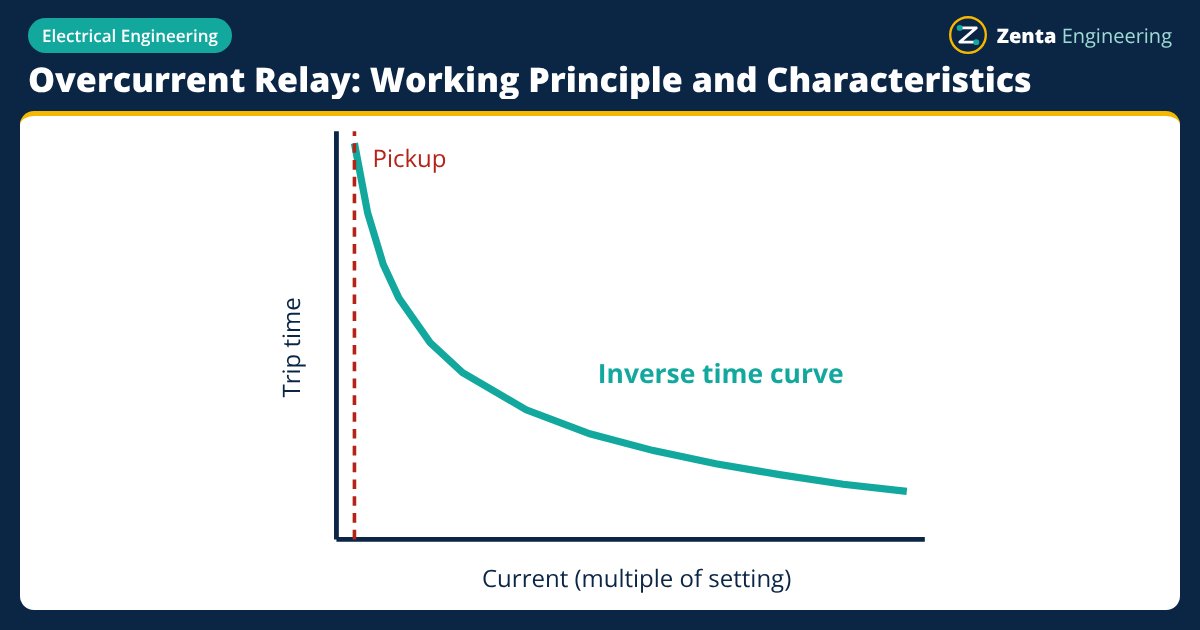 Electrical Engineering
Zenta Engineering
Overcurrent Relay: Working Principle and Characteristics
Pickup
Trip time
Inverse time curve
Current (multiple of setting)